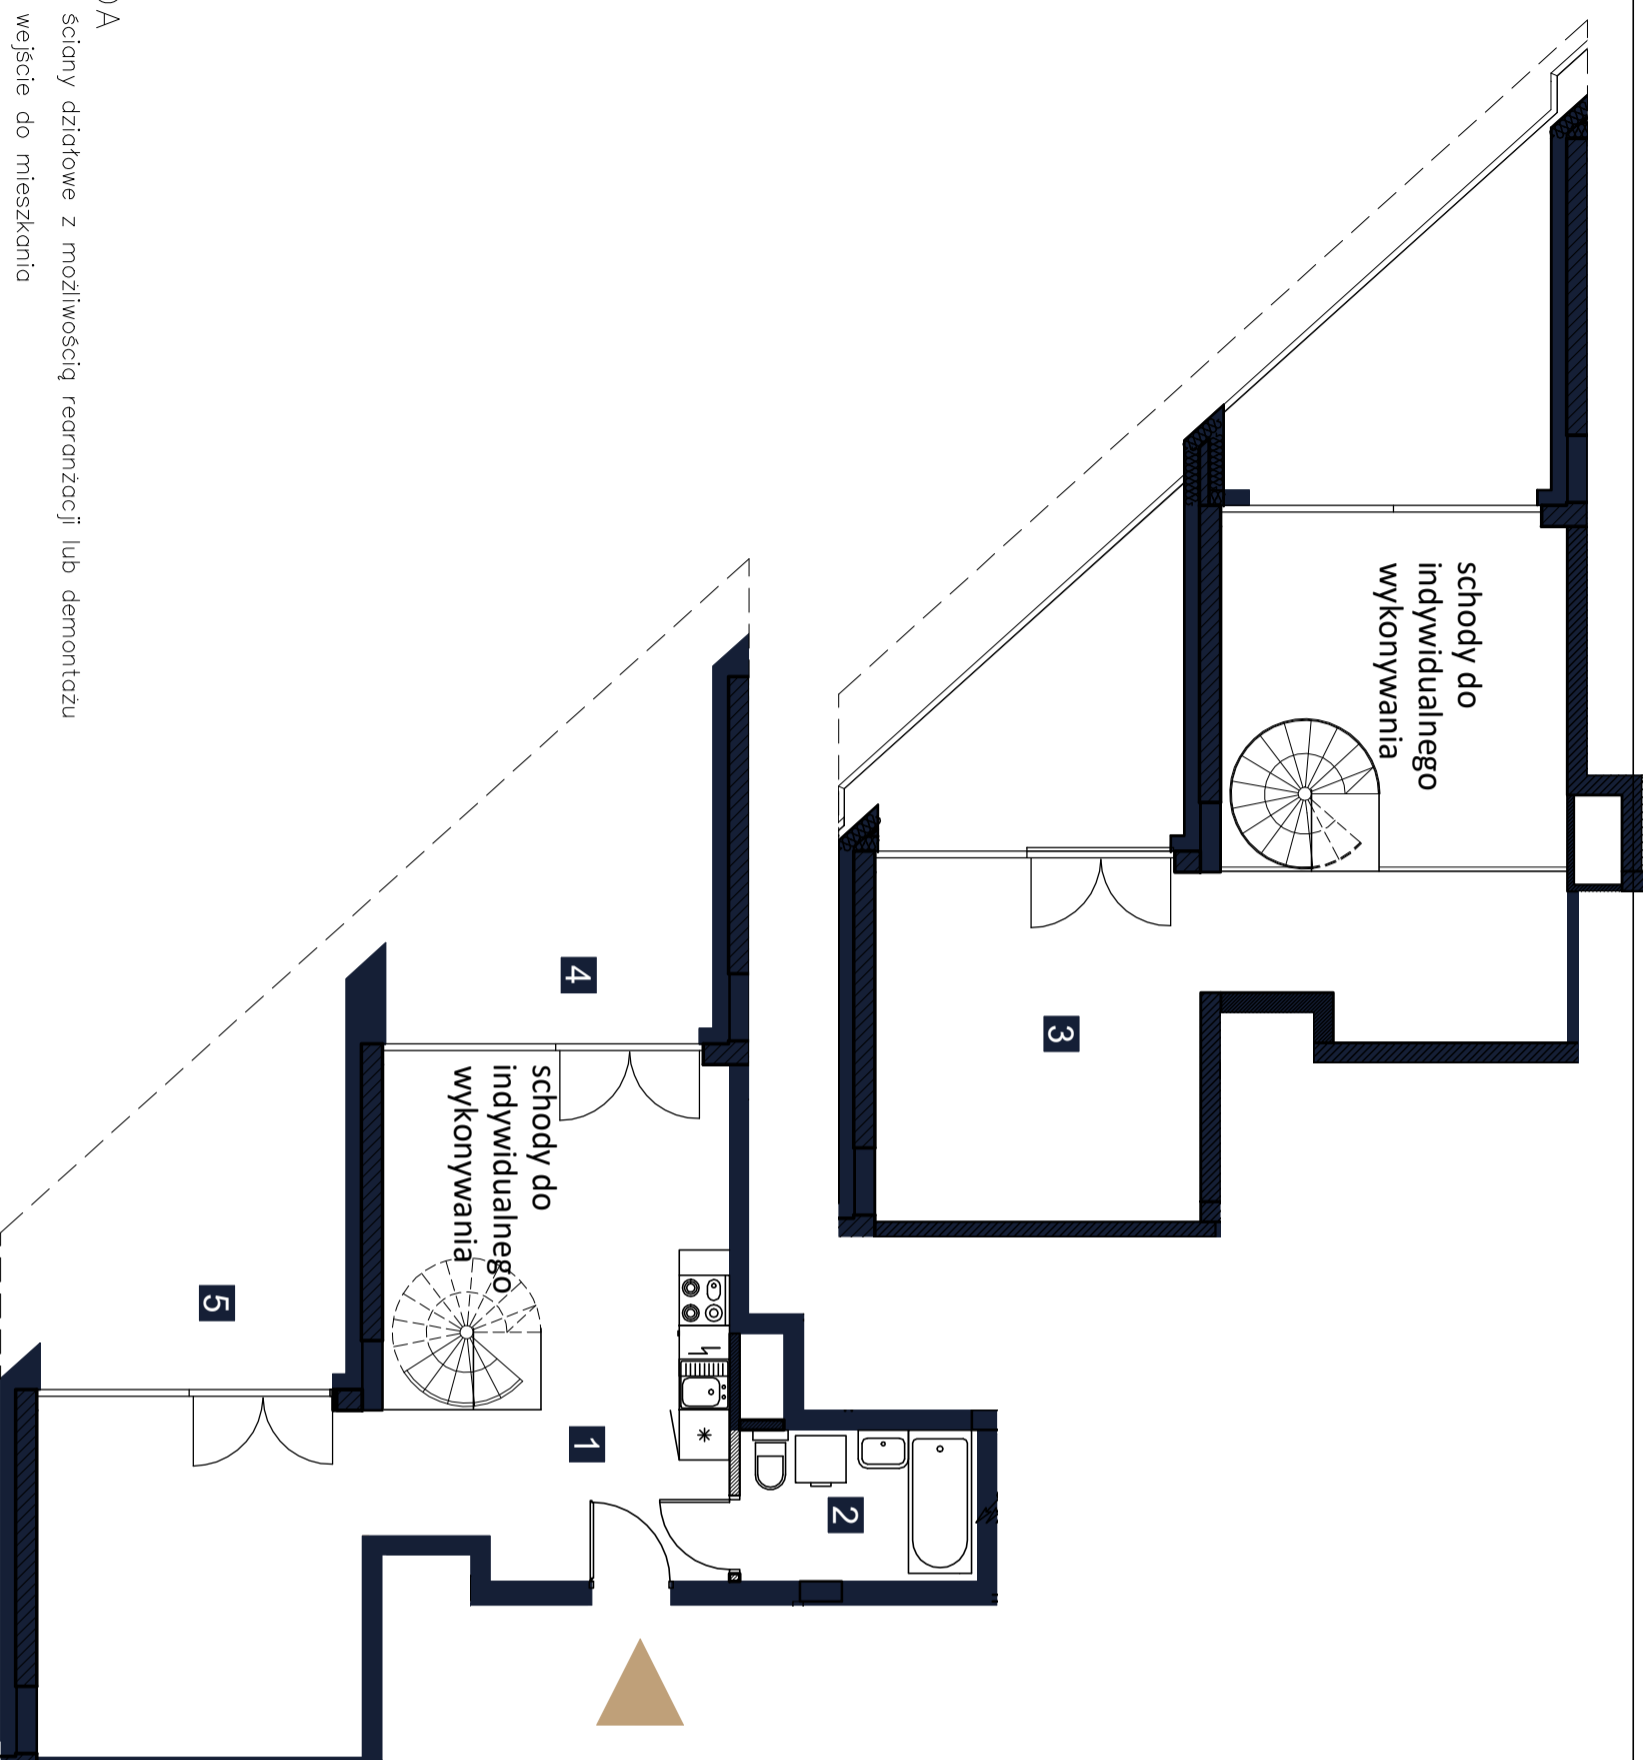 schody do
indywidualnego
wykonywania
3
4
schody do
indywidualnego
wykonywania
5
1
2
ściany działowe z możliwością rearanżacji lub demontażu
wejście do mieszkania